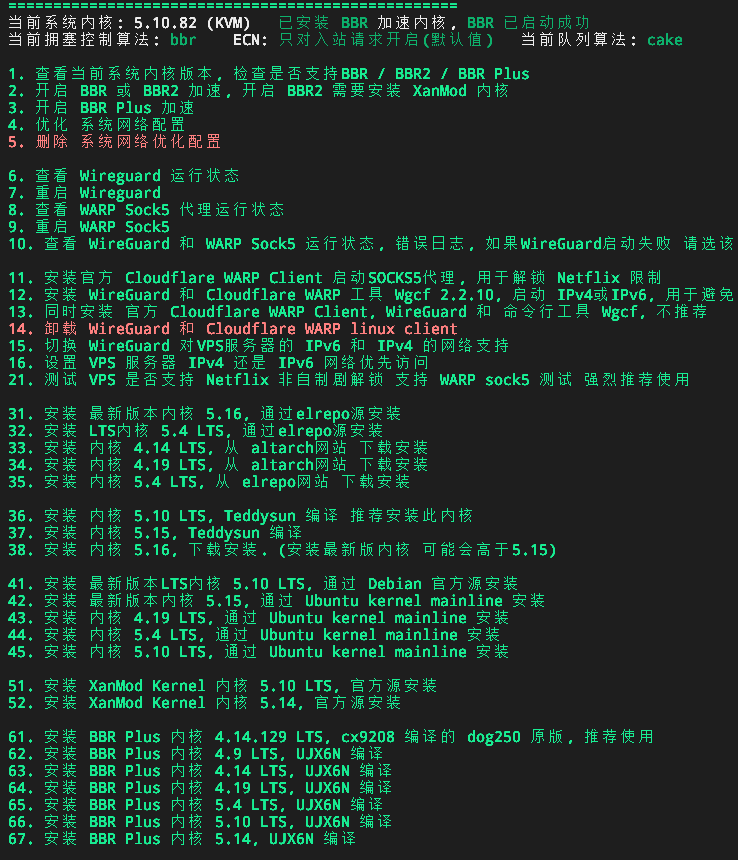 ==================================================
当前系统内核: 5.10.82 (KVM)   已安装 BBR 加速内核, BBR 已启动成功
当前拥塞控制算法: bbr    ECN: 只对入站请求开启(默认值)   当前队列算法: cake
1. 查看当前系统内核版本, 检查是否支持BBR / BBR2 / BBR Plus
2. 开启 BBR 或 BBR2 加速, 开启 BBR2 需要安装 XanMod 内核
3. 开启 BBR Plus 加速
4. 优化 系统网络配置
5. 删除 系统网络优化配置
6. 查看 Wireguard 运行状态
7. 重启 Wireguard
8. 查看 WARP Sock5 代理运行状态
9. 重启 WARP Sock5
10. 查看 WireGuard 和 WARP Sock5 运行状态, 错误日志, 如果WireGuard启动失败 请选该
11. 安装官方 Cloudflare WARP Client 启动SOCKS5代理, 用于解锁 Netflix 限制
12. 安装 WireGuard 和 Cloudflare WARP 工具 Wgcf 2.2.10, 启动 IPv4或IPv6, 用于避免
13. 同时安装 官方 Cloudflare WARP Client, WireGuard 和 命令行工具 Wgcf, 不推荐
14. 卸载 WireGuard 和 Cloudflare WARP linux client
15. 切换 WireGuard 对VPS服务器的 IPv6 和 IPv4 的网络支持
16. 设置 VPS 服务器 IPv4 还是 IPv6 网络优先访问
21. 测试 VPS 是否支持 Netflix 非自制剧解锁 支持 WARP sock5 测试 强烈推荐使用
31. 安装 最新版本内核 5.16, 通过elrepo源安装
32. 安装 LTS内核 5.4 LTS, 通过elrepo源安装
33. 安装 内核 4.14 LTS, 从 altarch网站 下载安装
34. 安装 内核 4.19 LTS, 从 altarch网站 下载安装
35. 安装 内核 5.4 LTS, 从 elrepo网站 下载安装
36. 安装 内核 5.10 LTS, Teddysun 编译 推荐安装此内核
37. 安装 内核 5.15, Teddysun 编译
38. 安装 内核 5.16, 下载安装. (安装最新版内核 可能会高于5.15)
41. 安装 最新版本LTS内核 5.10 LTS, 通过 Debian 官方源安装
42. 安装 最新版本内核 5.15, 通过 Ubuntu kernel mainline 安装
43. 安装 内核 4.19 LTS, 通过 Ubuntu kernel mainline 安装
44. 安装 内核 5.4 LTS, 通过 Ubuntu kernel mainline 安装
45. 安装 内核 5.10 LTS, 通过 Ubuntu kernel mainline 安装
51. 安装 XanMod Kernel 内核 5.10 LTS, 官方源安装
52. 安装 XanMod Kernel 内核 5.14, 官方源安装
61. 安装 BBR Plus 内核 4.14.129 LTS, cx9208 编译的 dog250 原版, 推荐使用
62. 安装 BBR Plus 内核 4.9 LTS, UJX6N 编译
63. 安装 BBR Plus 内核 4.14 LTS, UJX6N 编译
64. 安装 BBR Plus 内核 4.19 LTS, UJX6N 编译
65. 安装 BBR Plus 内核 5.4 LTS, UJX6N 编译
66. 安装 BBR Plus 内核 5.10 LTS, UJX6N 编译
67. 安装 BBR Plus 内核 5.14, UJX6N 编译